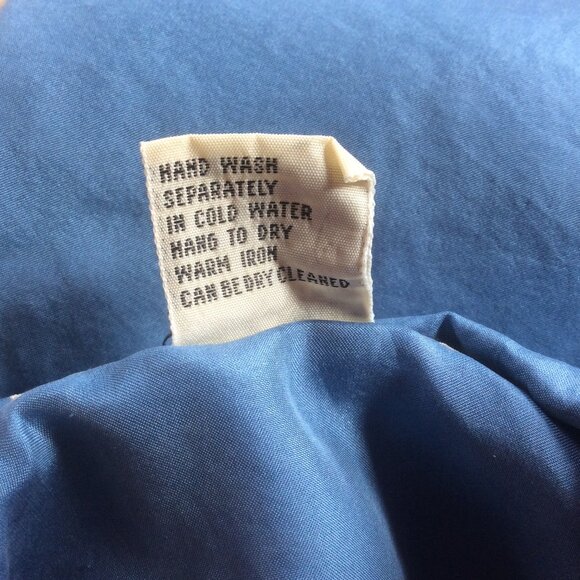 HAND WASH
SEPARATELY
IN COLD WATER
HANG TO DRY
WARM IRON
CAN BE DRY CLEANED